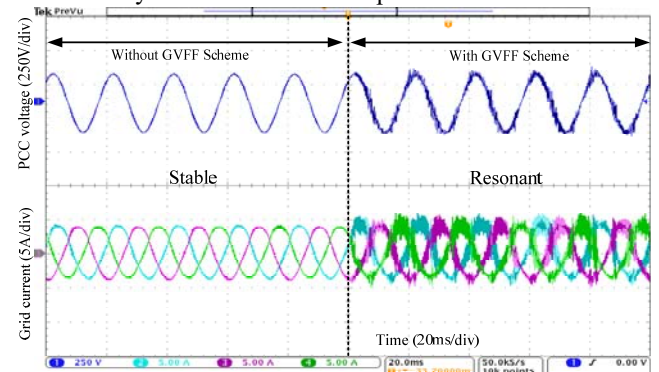 Tek PreVu
Without GVFF Scheme
With GVFF Scheme
PCC voltage (250V/div)
Stable
Resonant
Grid current (5A/div)
Time (20ms/div)
1 250 V 2 5.00 A 3 5.00 A 4 5.00 A 20.0ms 50.0kS/s 1 0.00 V
10k points